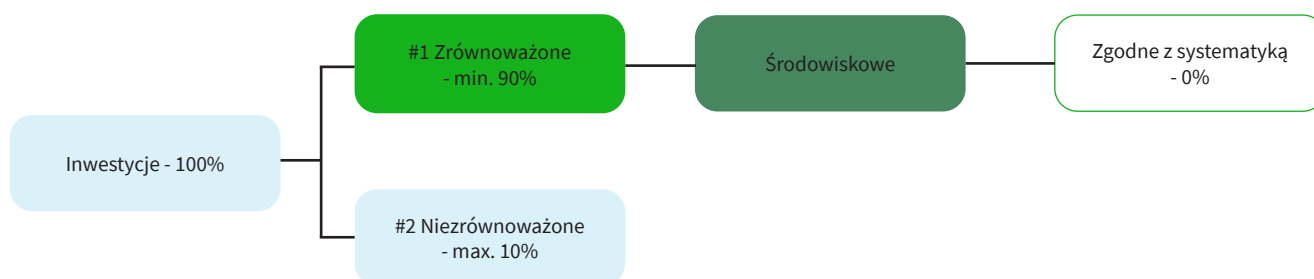 #1 Zrównoważone
- min. 90%
Środowiskowe
Zgodne z systematyką
- 0%
Inwestycje - 100%
#2 Niezrównoważone
- max. 10%